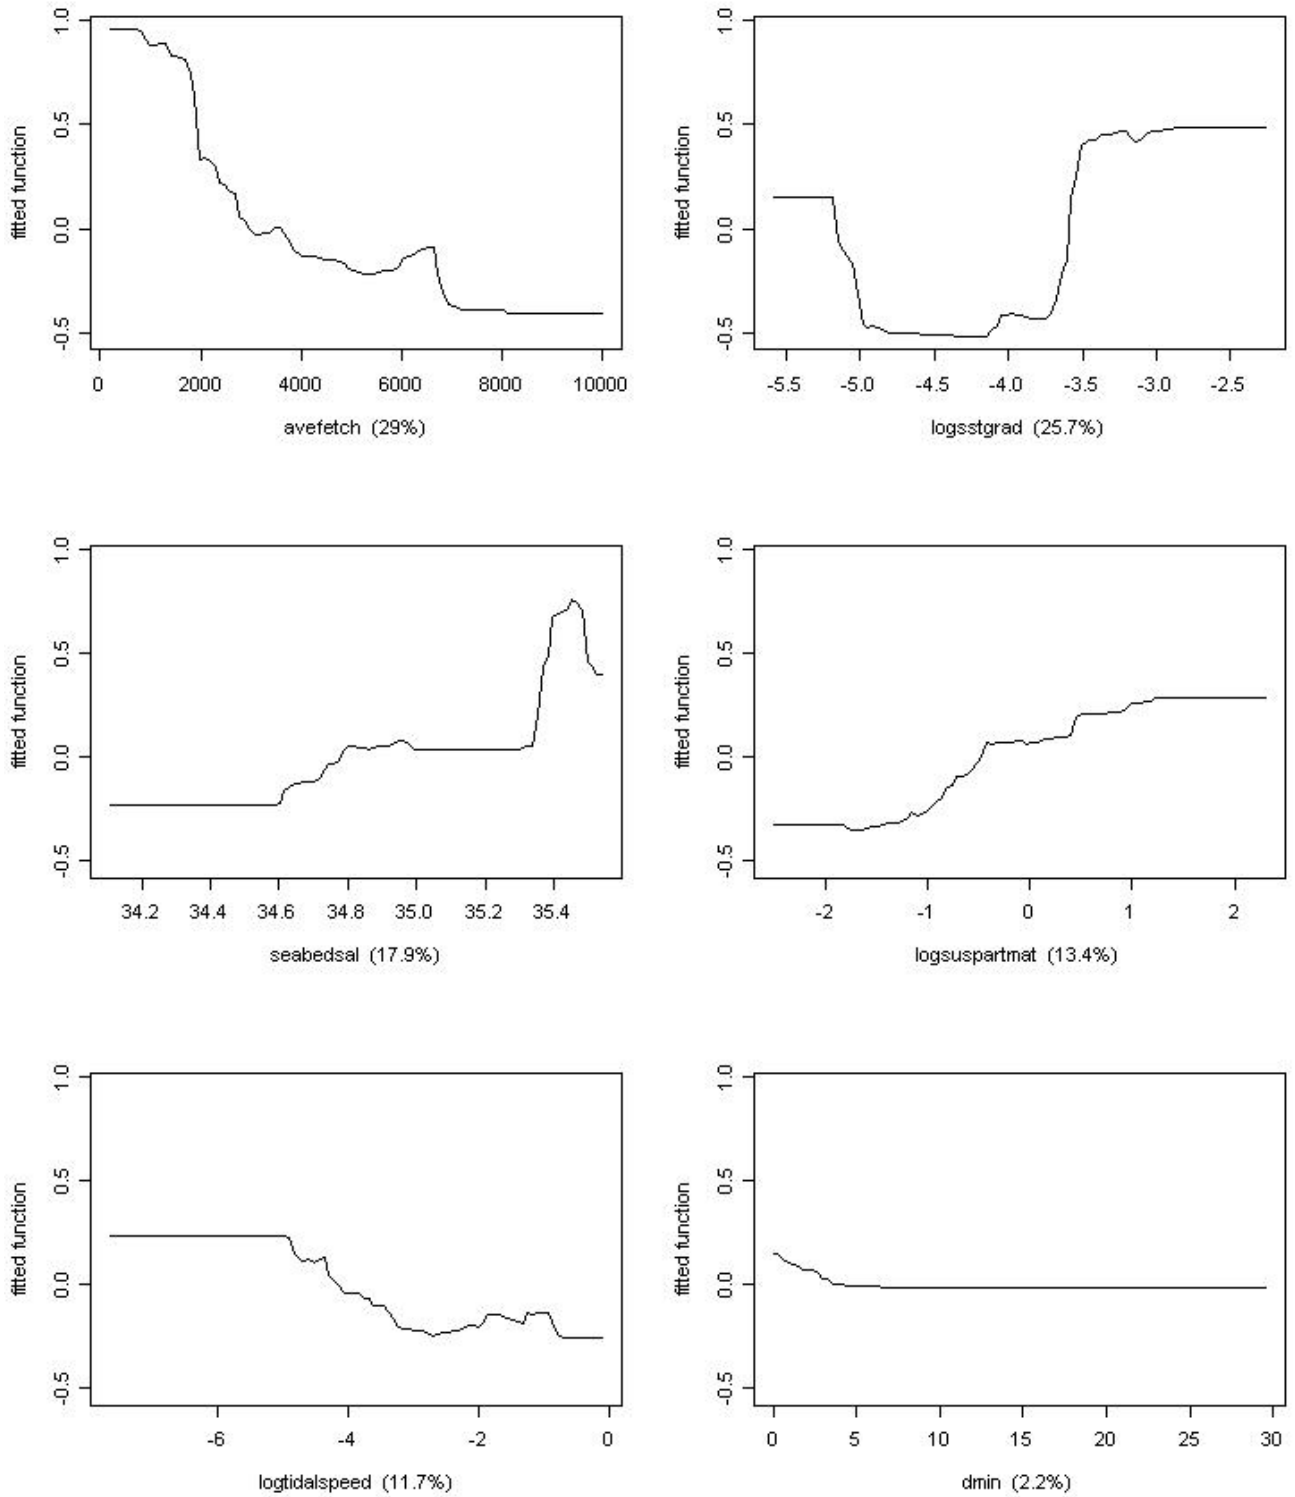 1.0
0.5
0.0
-0.5
fitted function
0 2000 4000 6000 8000 10000
avefetch (29%)
1.0
0.5
0.0
-0.5
fitted function
-5.5 -5.0 -4.5 -4.0 -3.5 -3.0 -2.5
logsstgrad (25.7%)
1.0
0.5
0.0
-0.5
fitted function
34.2 34.4 34.6 34.8 35.0 35.2 35.4
seabedsal (17.9%)
1.0
0.5
0.0
-0.5
fitted function
-2 -1 0 1 2
logsuspartmat (13.4%)
1.0
0.5
0.0
-0.5
fitted function
-6 -4 -2 0
logtidalspeed (11.7%)
1.0
0.5
0.0
-0.5
fitted function
0 5 10 15 20 25 30
dmin (2.2%)